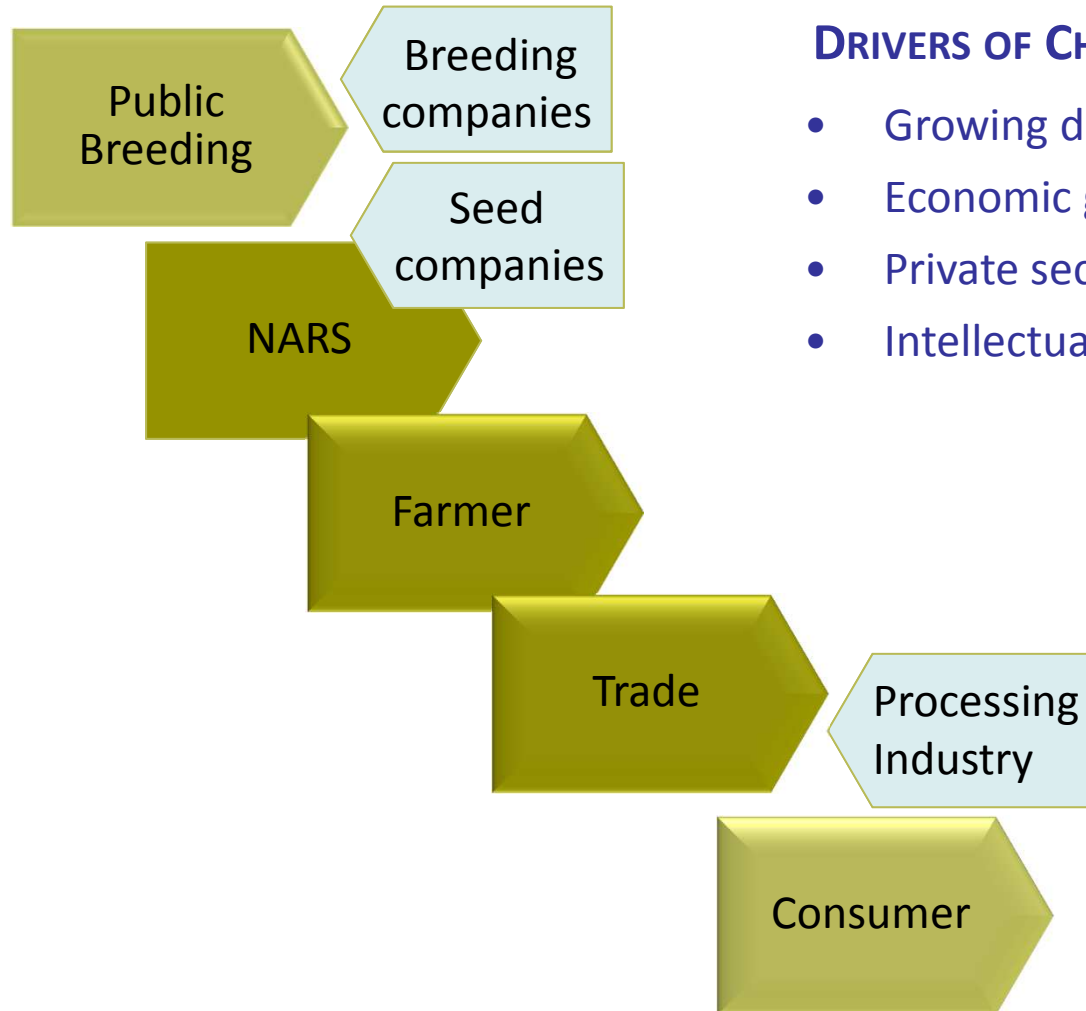 Public
Breeding
Breeding
companies
Seed
companies
NARS
Farmer
Trade
Processing
Industry
Consumer
DRIVERS OF
• Growing
• Economic
• Private
•